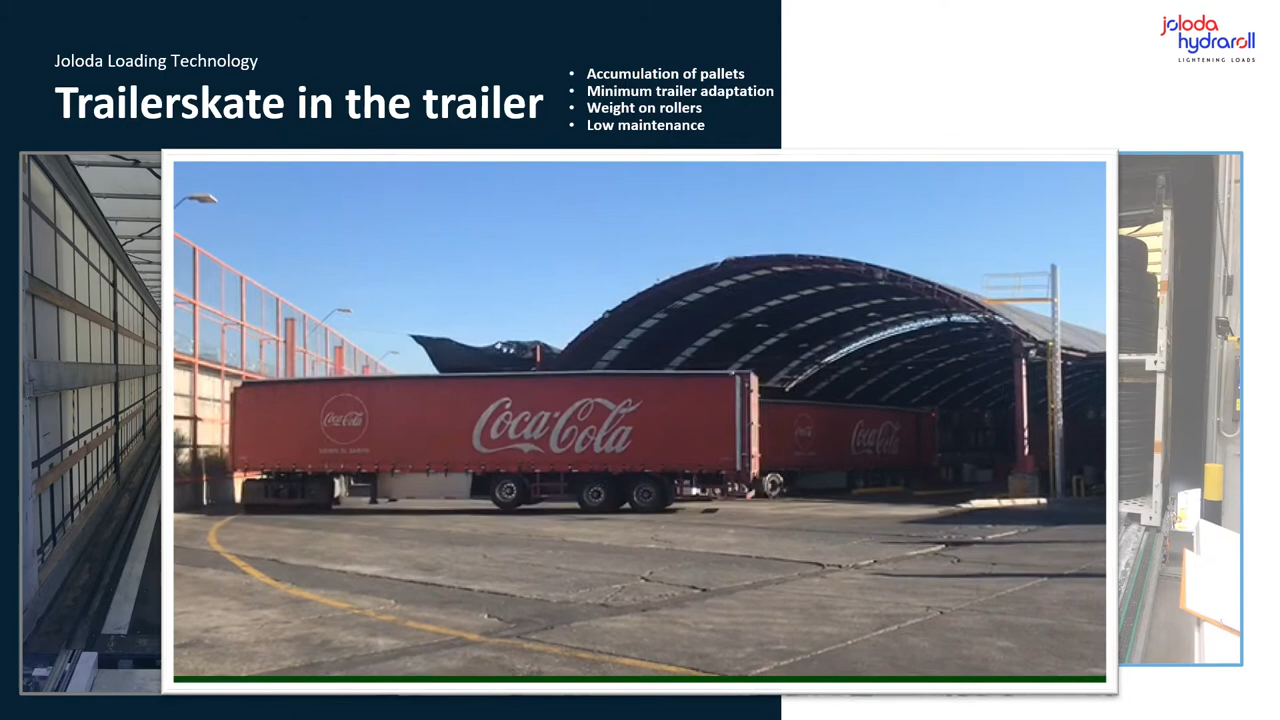 Joloda Loading Technology
Trailerskate in the trailer
• Accumulation of pallets
• Minimum trailer adaptation
• Weight on rollers
• Low maintenance
joloda
hydraroll
LIGHTENING LOADS
Coca-Cola
Coca-Cola
Coca-Cola
Coca-Cola